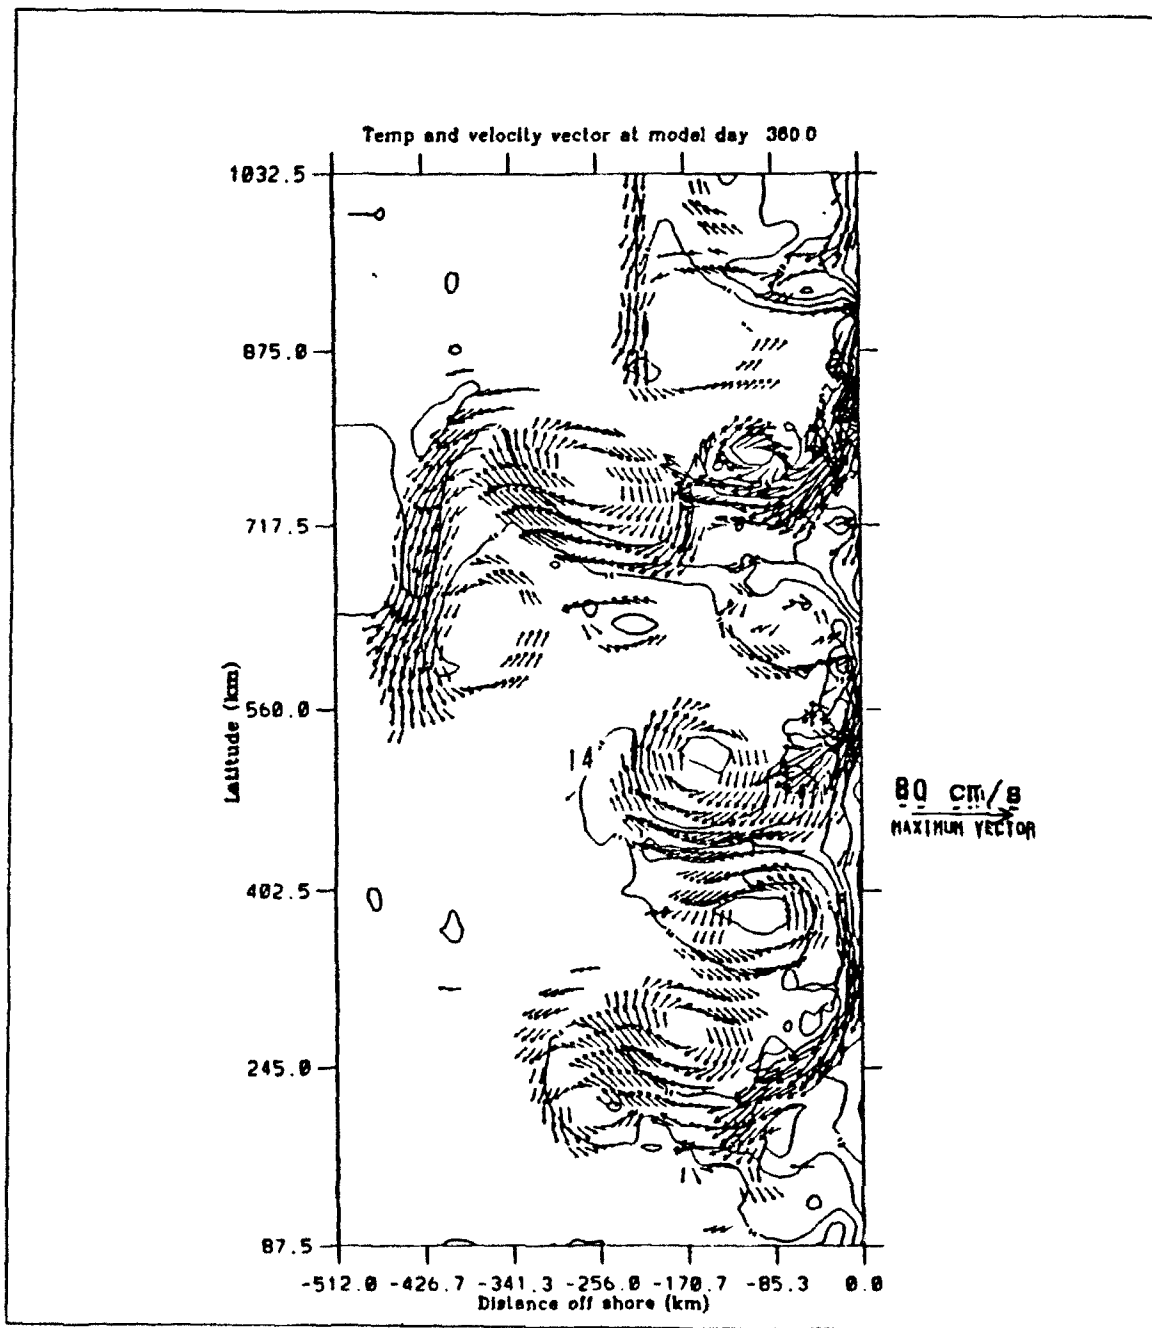 Temp and velocity vector at model day 360.0
1032.5
875.0
717.5
560.0
402.5
245.0
87.5
Latitude (km)
14
80 cm/s
MAXIMUM VECTOR
-512.0 -426.7 -341.3 -256.0 -170.7 -85.3 0.0
Distance off shore (km)